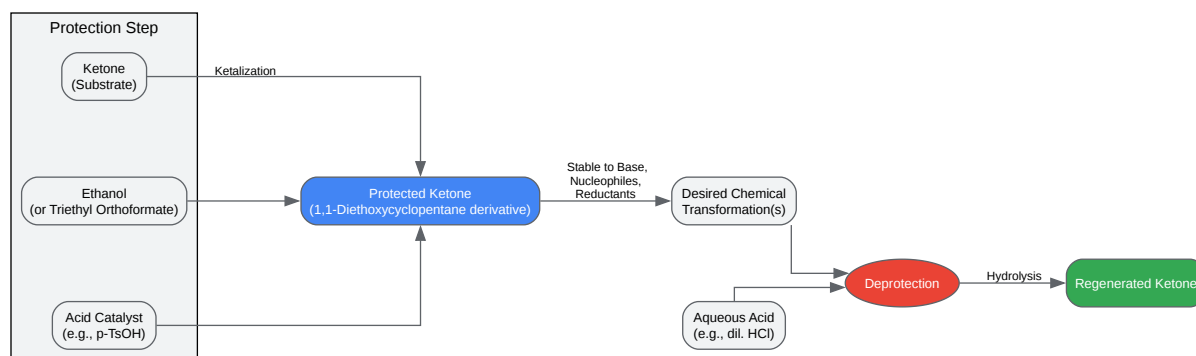 Protection Step
Ketone
(Substrate)
Ketalization
Ethanol
(or Triethyl Orthoformate)
Acid Catalyst
(e.g., p-TsOH)
Protected Ketone
(1,1-Diethoxycyclopentane derivative)
Stable to Base,
Nucleophiles,
Reductants
Desired Chemical
Transformation(s)
Aqueous Acid
(e.g., dil. HCl)
Deprotection
Hydrolysis
Regenerated Ketone